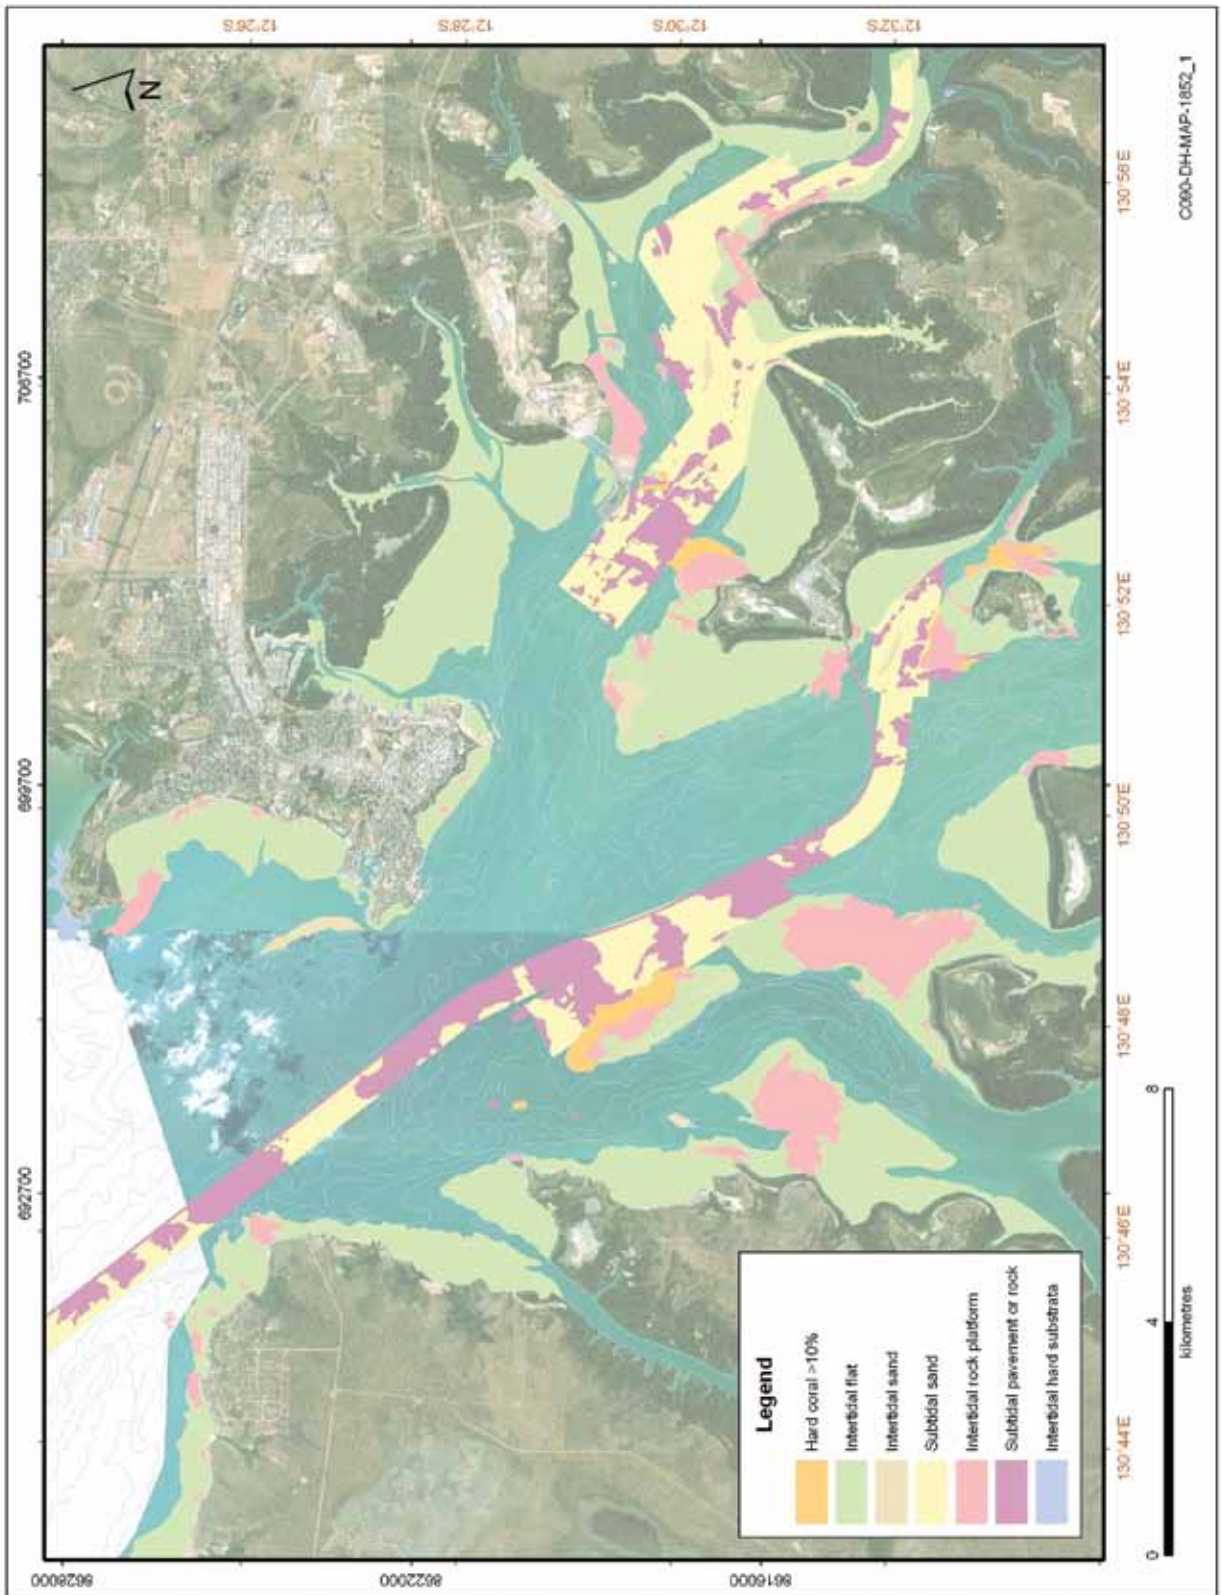 692700
699700
706700
8628000
8622000
8616000
N
12°26'S
12°28'S
12°30'S
12°32'S
Legend
Hard coral >10%
Intertidal flat
Intertidal sand
Subtidal sand
Intertidal rock platform
Subtidal pavement or rock
Intertidal hard substrata
130°44'E
130°46'E
130°48'E
130°50'E
130°52'E
130°54'E
130°56'E
0
4
8
kilometres
C090-DH-MAP-1852_1